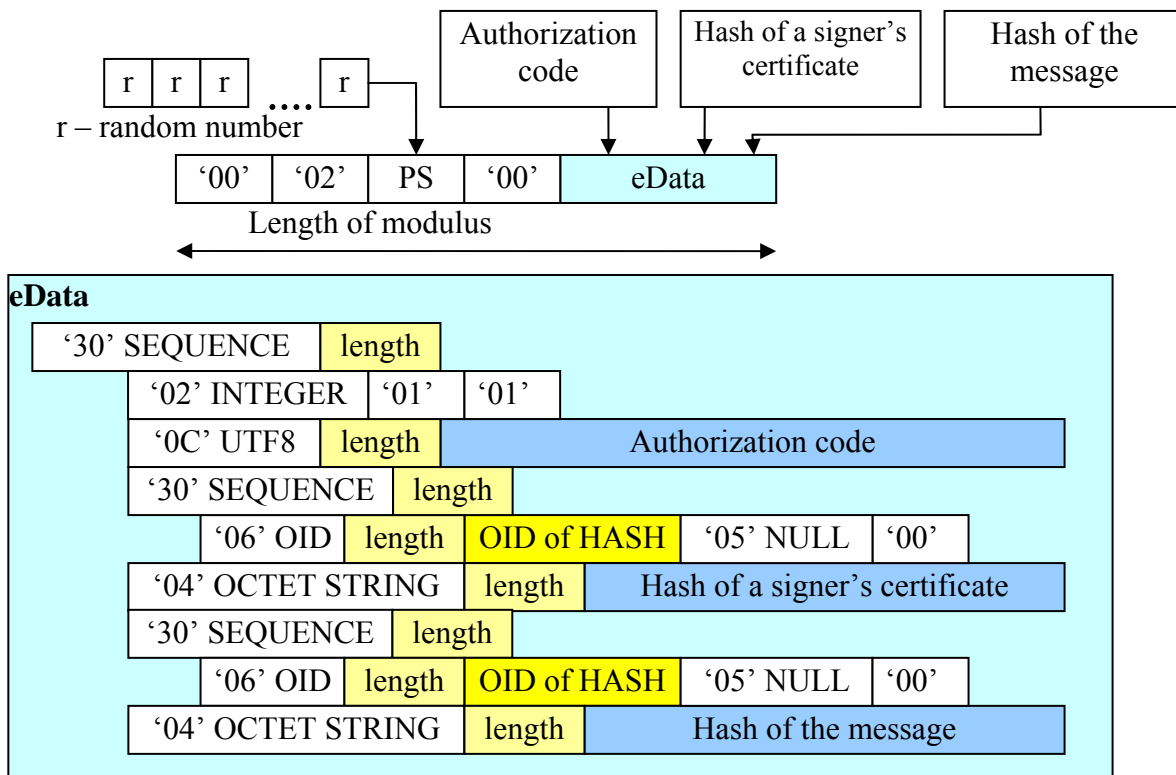 Authorization
code
Hash of a signer’s
certificate
Hash of the
message
r r r .... r
r – random number
‘00’ ‘02’ PS ‘00’ eData
Length of modulus
eData
‘30’ SEQUENCE length
‘02’ INTEGER ‘01’ ‘01’
‘0C’ UTF8 length Authorization code
‘30’ SEQUENCE length
‘06’ OID length OID of HASH ‘05’ NULL ‘00’
‘04’ OCTET STRING length Hash of a signer’s certificate
‘30’ SEQUENCE length
‘06’ OID length OID of HASH ‘05’ NULL ‘00’
‘04’ OCTET STRING length Hash of the message